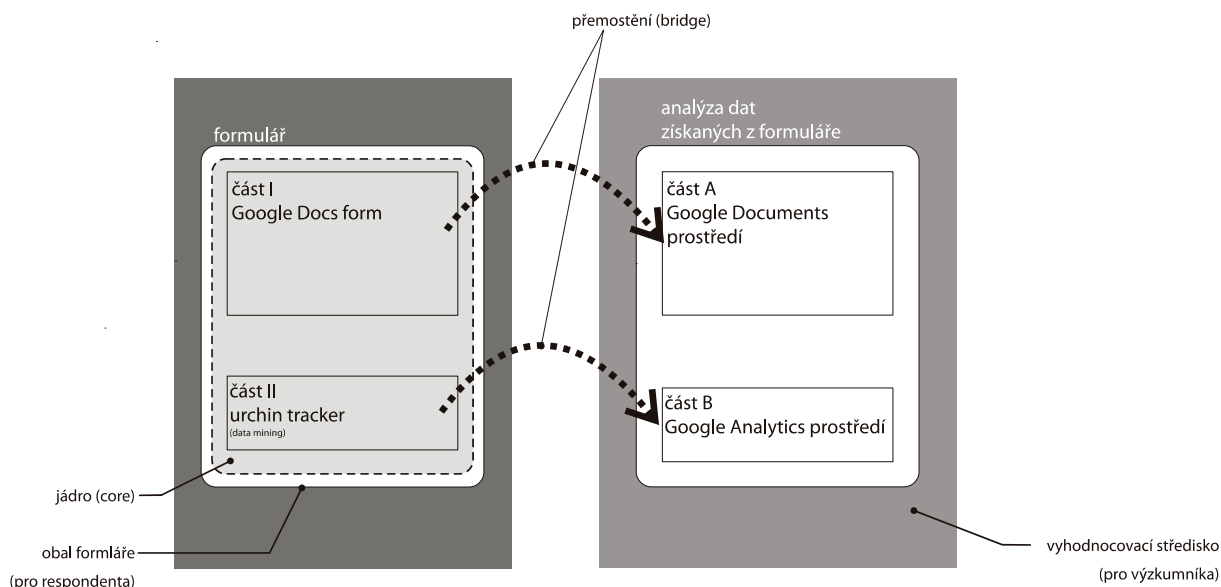 přemostění (bridge)
formulář
část I
Google Docs form
část II
urchin tracker
(data mining)
jádro (core)
obal formláře
(pro respondenta)
analýza dat
získaných z formuláře
část A
Google Documents
prostředí
část B
Google Analytics prostředí
vyhodnocovací středisko
(pro výzkumníka)